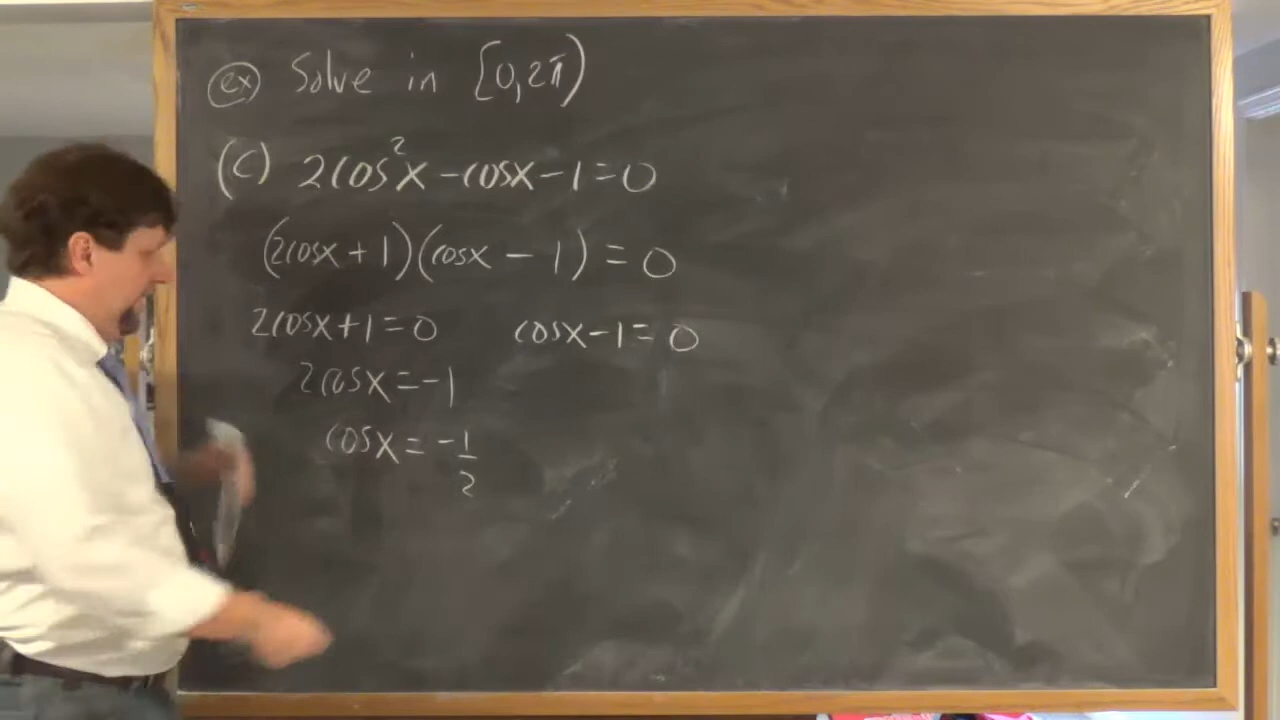 (ex) Solve in [0,2π)
(C) 2cos²x-cosx-1=0
(2cosx+1)(cosx-1)=0
2cosx+1=0 cosx-1=0
2cosx=-1
cosx=-1/2